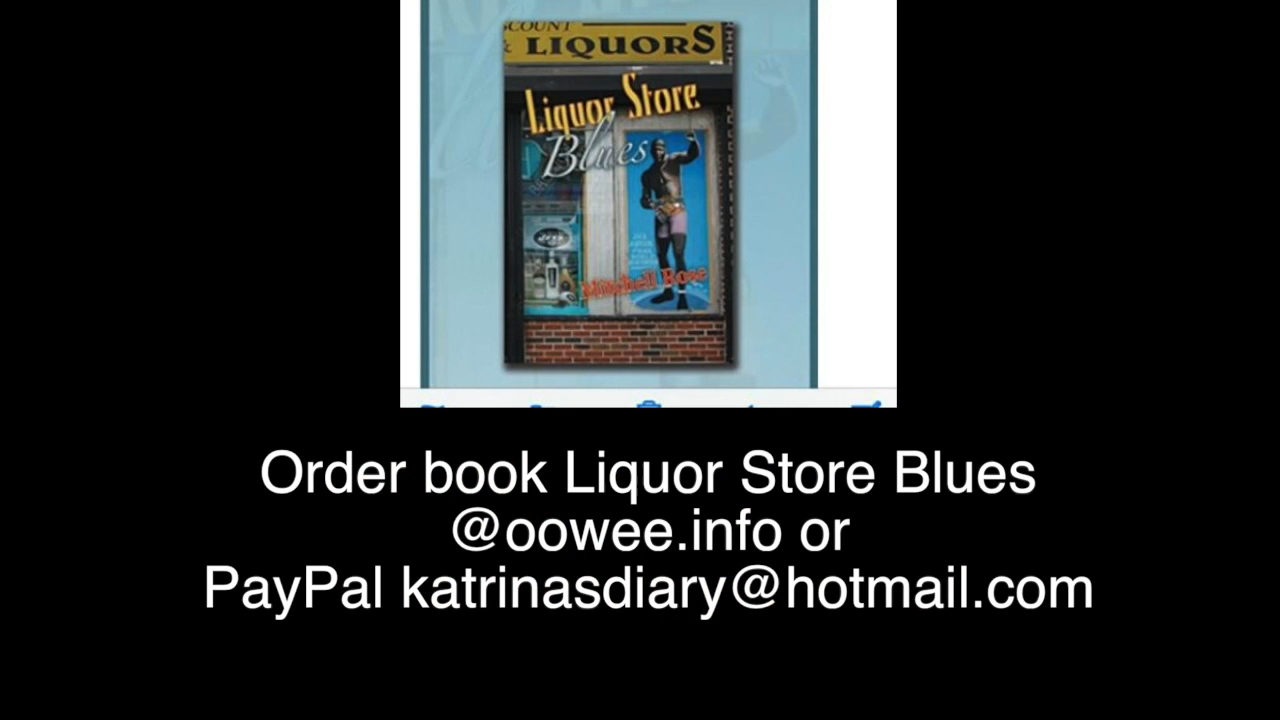 SCOUNT
& LIQUORS
Liquor Store
Blues
JETS
Mitchell Rose
Order book Liquor Store Blues
@oowee.info or
PayPal katrinasdiary@hotmail.com